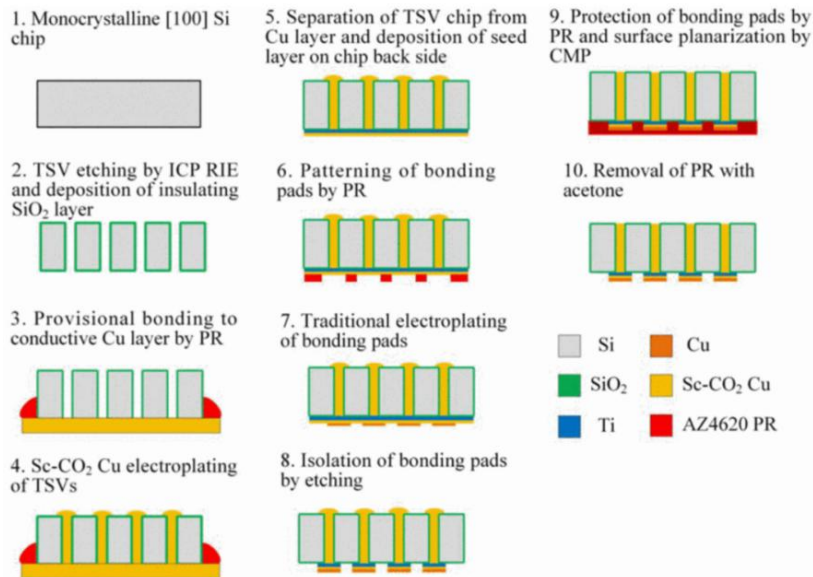 1. Monocrystalline [100] Si
chip
2. TSV etching by ICP RIE
and deposition of insulating
SiO₂ layer
3. Provisional bonding to
conductive Cu layer by PR
4. Sc-CO₂ Cu electroplating
of TSVs
5. Separation of TSV chip from
Cu layer and deposition of seed
layer on chip back side
6. Patterning of bonding
pads by PR
7. Traditional electroplating
of bonding pads
8. Isolation of bonding pads
by etching
9. Protection of bonding pads by
PR and surface planarization by
CMP
10. Removal of PR with
acetone
Si
Cu
SiO₂
Sc-CO₂ Cu
Ti
AZ4620 PR